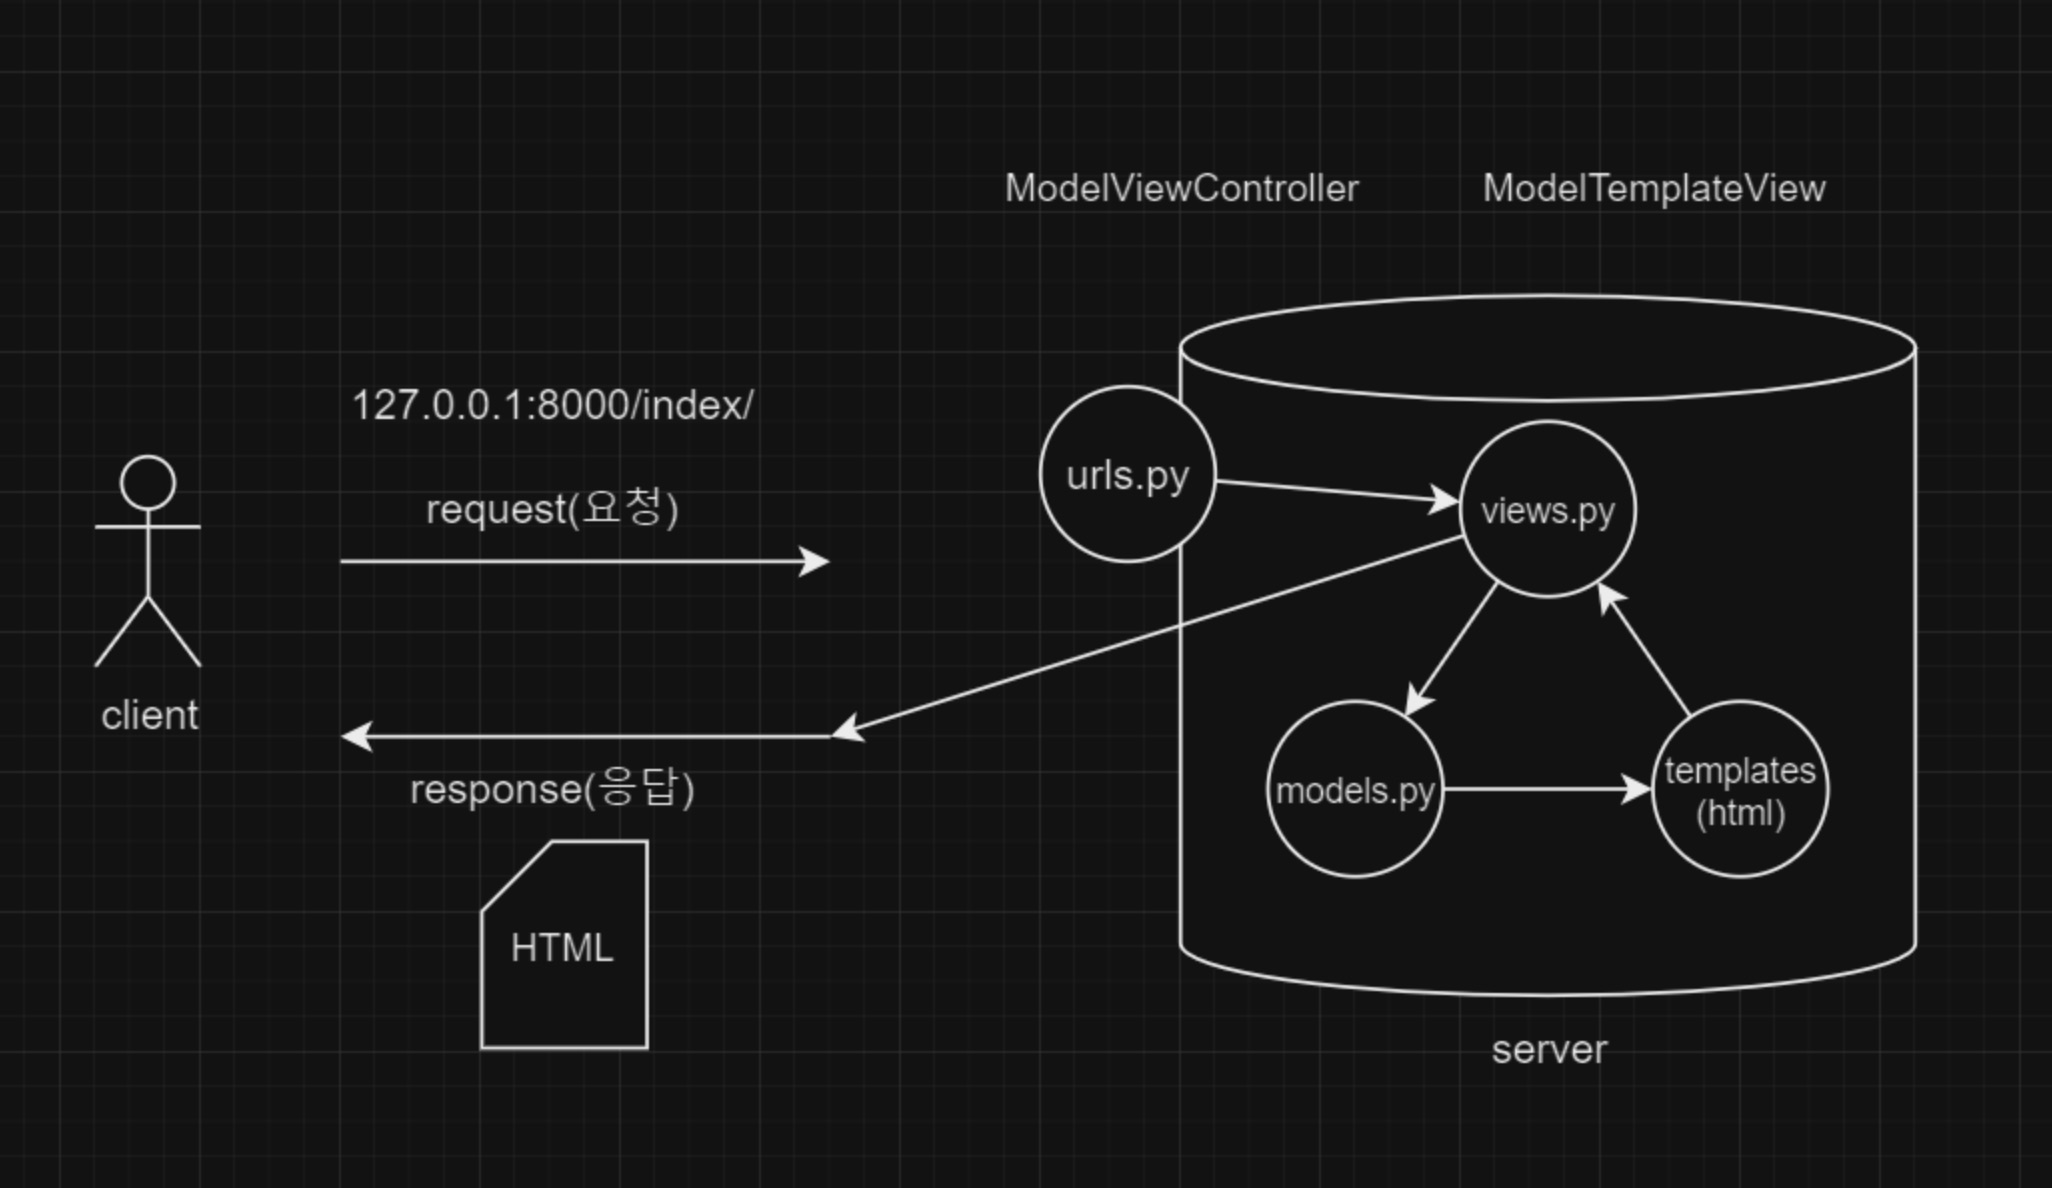 ModelViewController
ModelTemplateView
127.0.0.1:8000/index/
request(요청)
urls.py
views.py
client
response(응답)
models.py
templates
(html)
HTML
server